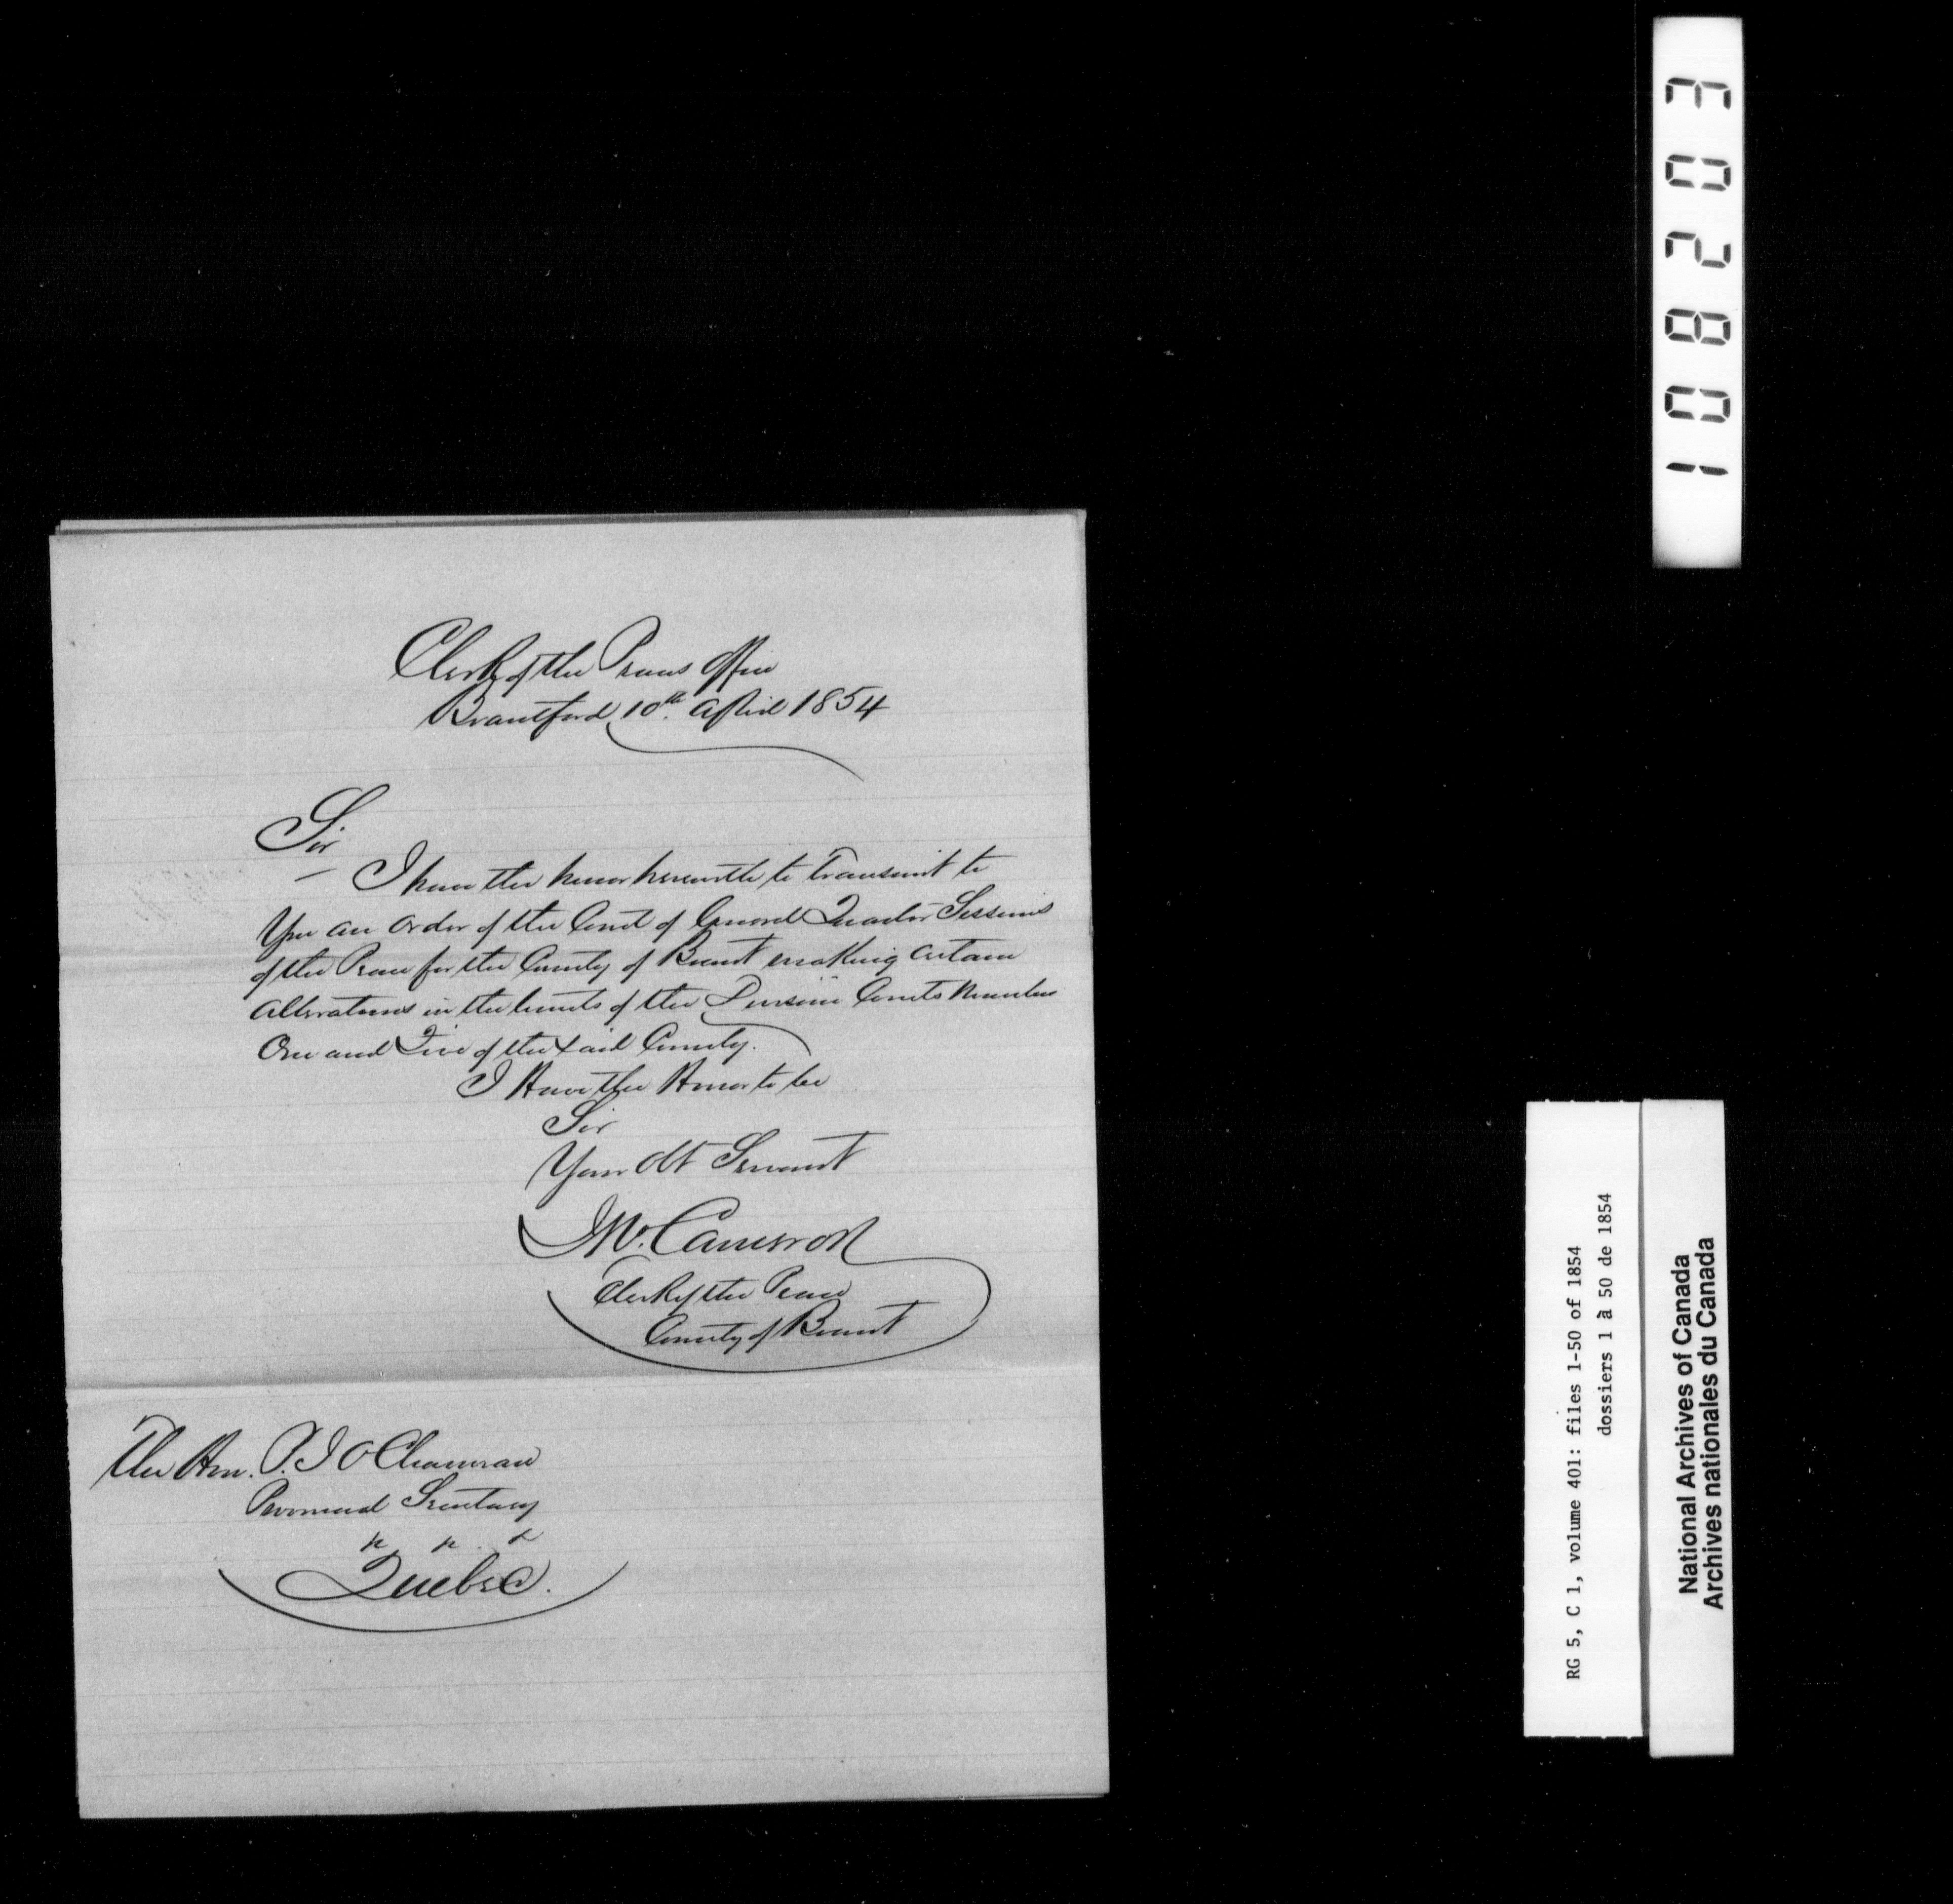 Clerk of the Peace Office
Brantford 10th. April 1854
Sir
I have the honor herewith to Transmit to
You an Order of the Court of General Quarter Sessions
of the Peace for the County of Brant making certain
alterations in the limits of the Division Courts Number
One and Five of the said County.
I Have the Honor to be
Sir
Your Obt Servant
Cameron
Clerk of the Peace
County of Brant
The Hon. P. J O Chauveau
Provincial Secretary
Quebec.
108203
RG 5, C 1, volume 401: files 1-50 of 1854
dossiers 1 à 50 de 1854
National Archives of Canada
Archives nationales du Canada